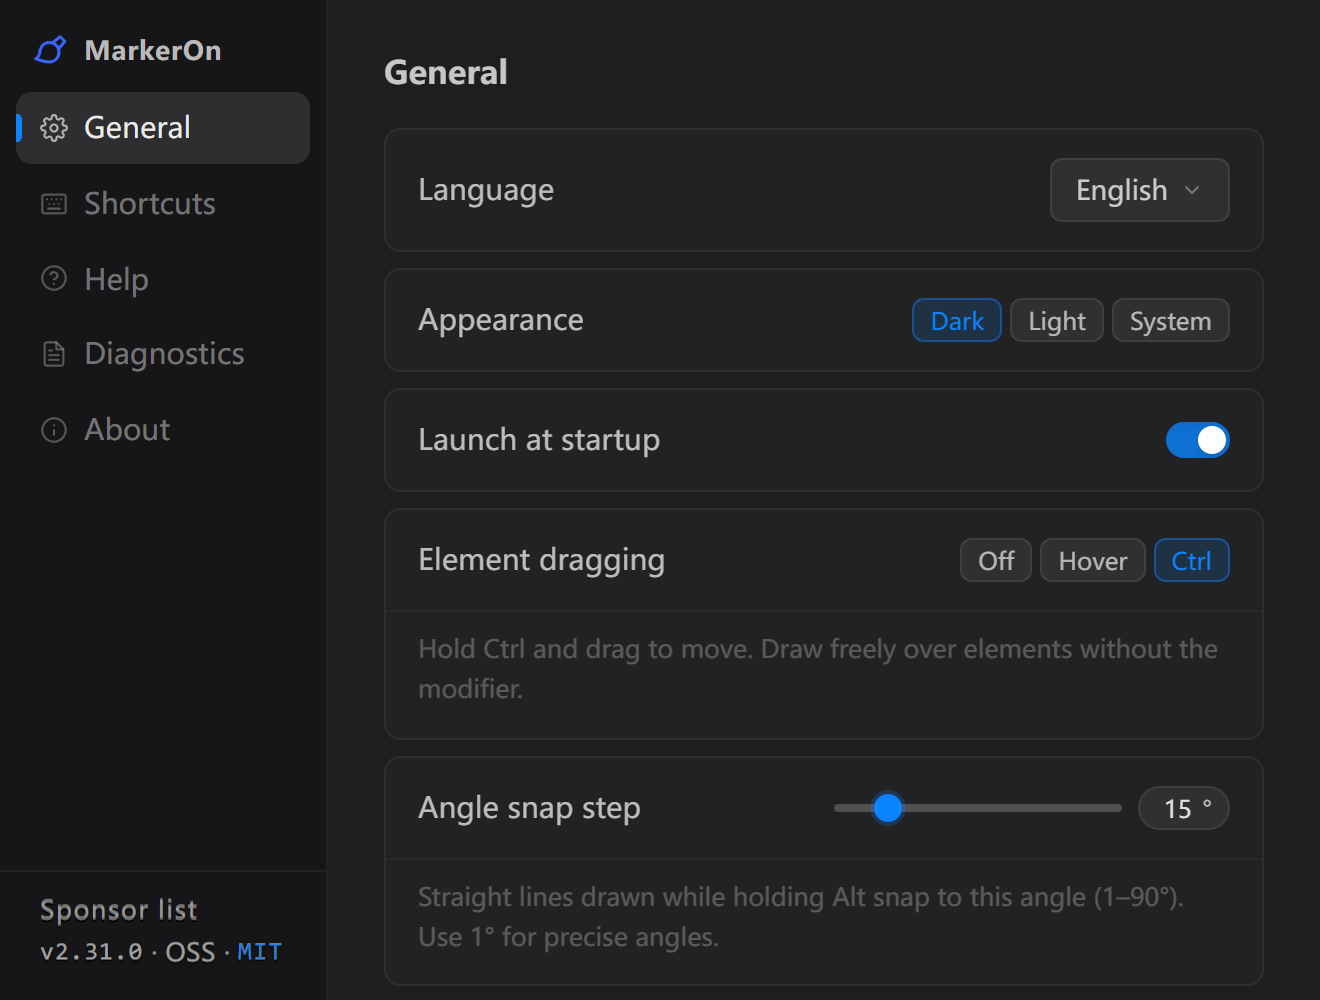 MarkerOn
General
Shortcuts
Help
Diagnostics
About
Sponsor list
v2.31.0 · OSS · MIT
General
Language
English
Appearance
Dark Light System
Launch at startup
Element dragging
Off Hover Ctrl
Hold Ctrl and drag to move. Draw freely over elements without the
modifier.
Angle snap step
15 °
Straight lines drawn while holding Alt snap to this angle (1–90°).
Use 1° for precise angles.